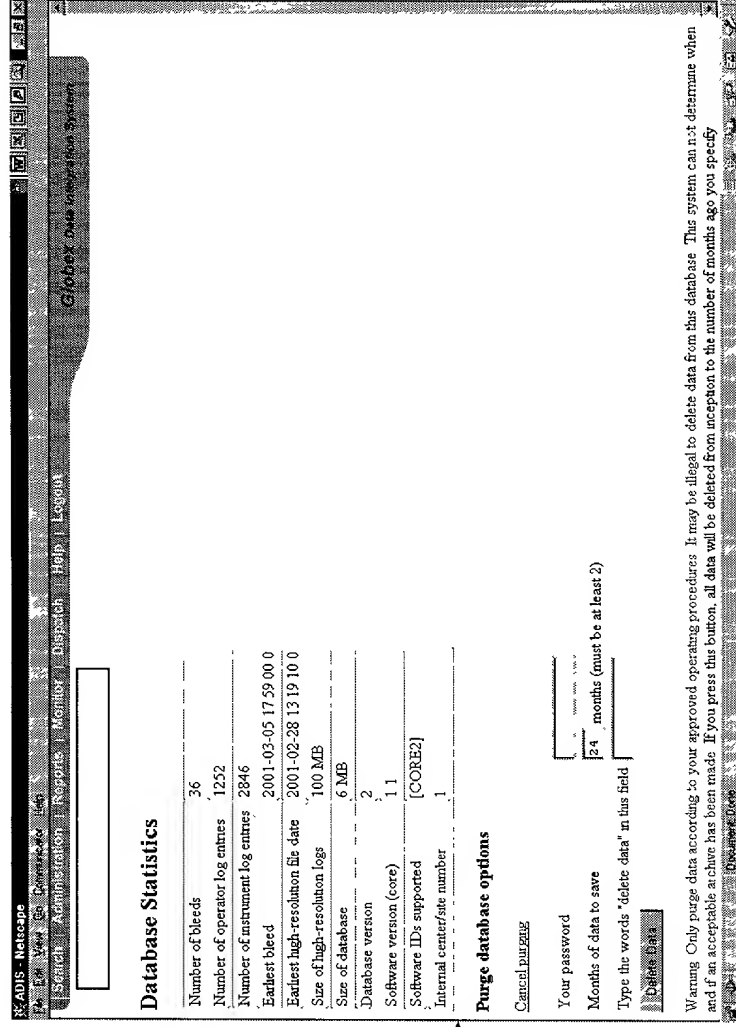 ADIS - Netscape
File Edit View Go Communicator Help
Search | Administration | Reports | Monitor | Dispatch | Help | Logout
Globex Data Integration System
Database Statistics
Number of bleeds 36
Number of operator log entries 1252
Number of instrument log entries 2846
Earliest bleed 2001-03-05 17 59 00 0
Earliest high-resolution file date 2001-02-28 13 19 10 0
Size of high-resolution logs 100 MB
Size of database 6 MB
Database version 2
Software version (core) 1 1
Software IDs supported [CORE2]
Internal center/site number 1
Purge database options
Cancel purging
Your password
Months of data to save 24 months (must be at least 2)
Type the words "delete data" in this field
Delete Data
Warning Only purge data according to your approved operating procedures It may be illegal to delete data from this database This system can not determine when
and if an acceptable archive has been made If you press this button, all data will be deleted from inception to the number of months ago you specify
Document Done